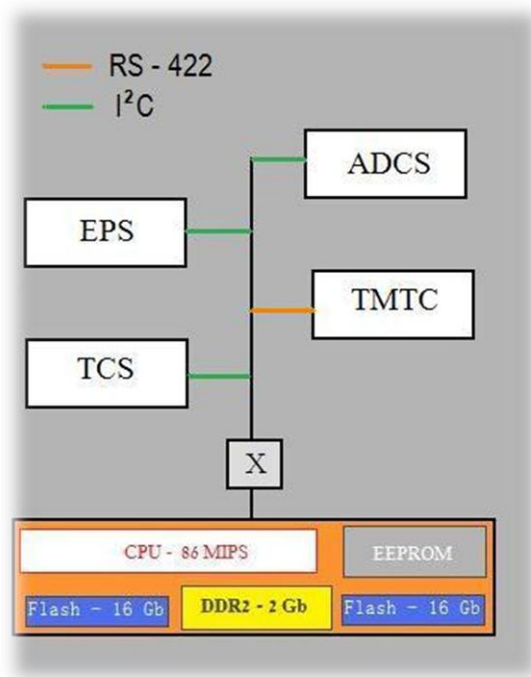 RS - 422
I²C
ADCS
EPS
TMTC
TCS
X
CPU - 86 MIPS
EEPROM
Flash - 16 Gb
DDR2 - 2 Gb
Flash - 16 Gb